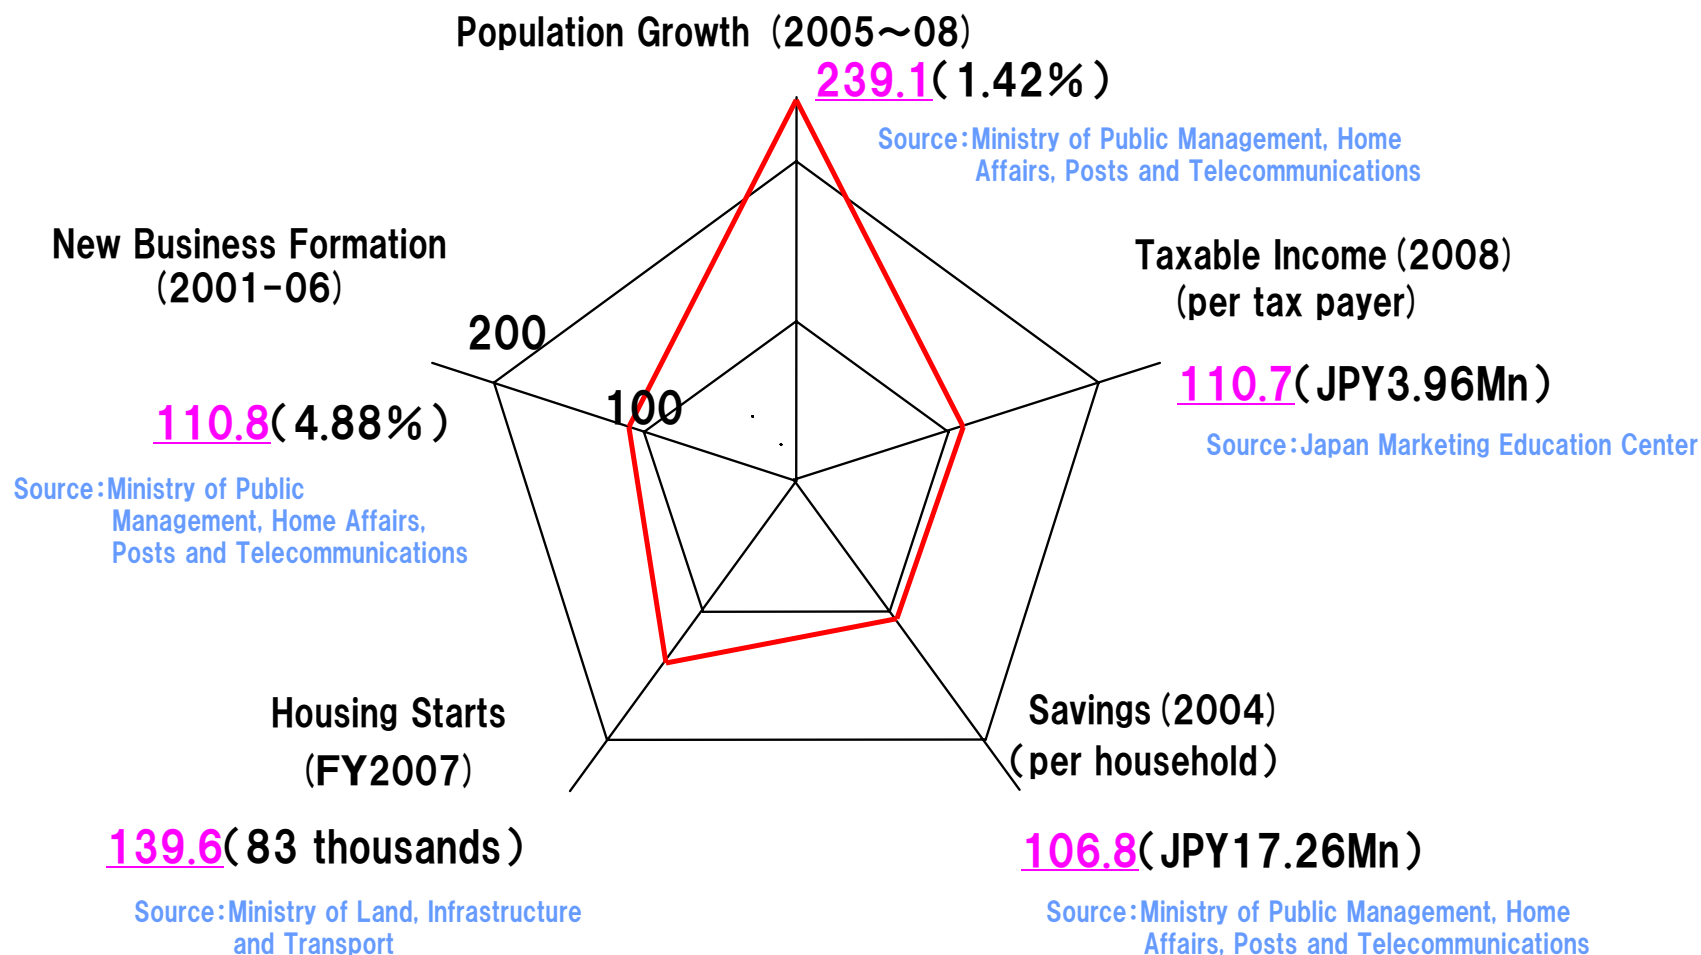 Population Growth (2005～08)
239.1(1.42%)
Source:Ministry of Public Management, Home
Affairs, Posts and Telecommunications
New Business Formation
(2001-06)
200
100
110.8(4.88%)
Source:Ministry of Public
Management, Home Affairs,
Posts and Telecommunications
Taxable Income(2008)
(per tax payer)
110.7(JPY3.96Mn)
Source:Japan Marketing Education Center
Housing Starts
(FY2007)
139.6(83 thousands)
Source:Ministry of Land, Infrastructure
and Transport
Savings(2004)
(per household)
106.8(JPY17.26Mn)
Source:Ministry of Public Management, Home
Affairs, Posts and Telecommunications